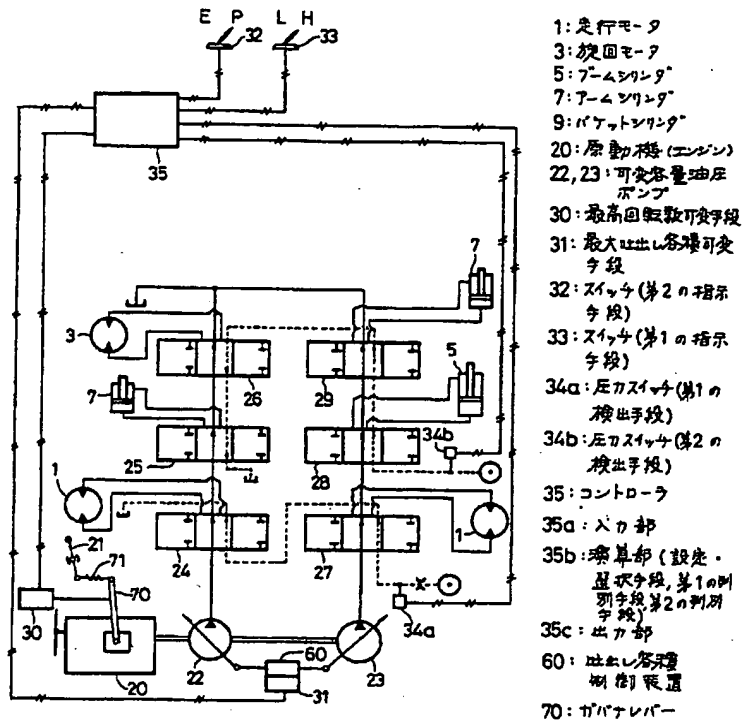 E P
L H
32
33
35
1:走行モータ
3:旋回モータ
5:ブームシリンダ
7:アームシリンダ
9:バケットシリンダ
20:原動機(エンジン)
22,23:可変容量油圧
ポンプ
30:最高回転数可変手段
31:最大吐出し容積可変
手段
32:スイッチ(第2の指示
手段)
33:スイッチ(第1の指示
手段)
34a:圧力スイッチ(第1の
検出手段)
34b:圧力スイッチ(第2の
検出手段)
35:コントローラ
35a:入力部
35b:演算部(設定・
選択手段,第1の判
別手段第2の判別
手段)
35c:出力部
60:吐出し容積
制御装置
70:ガバナレバー
7
3
5
26
29
7
34b
25
28
1
1
21
71
24
27
70
30
34a
60
20
22
31
23